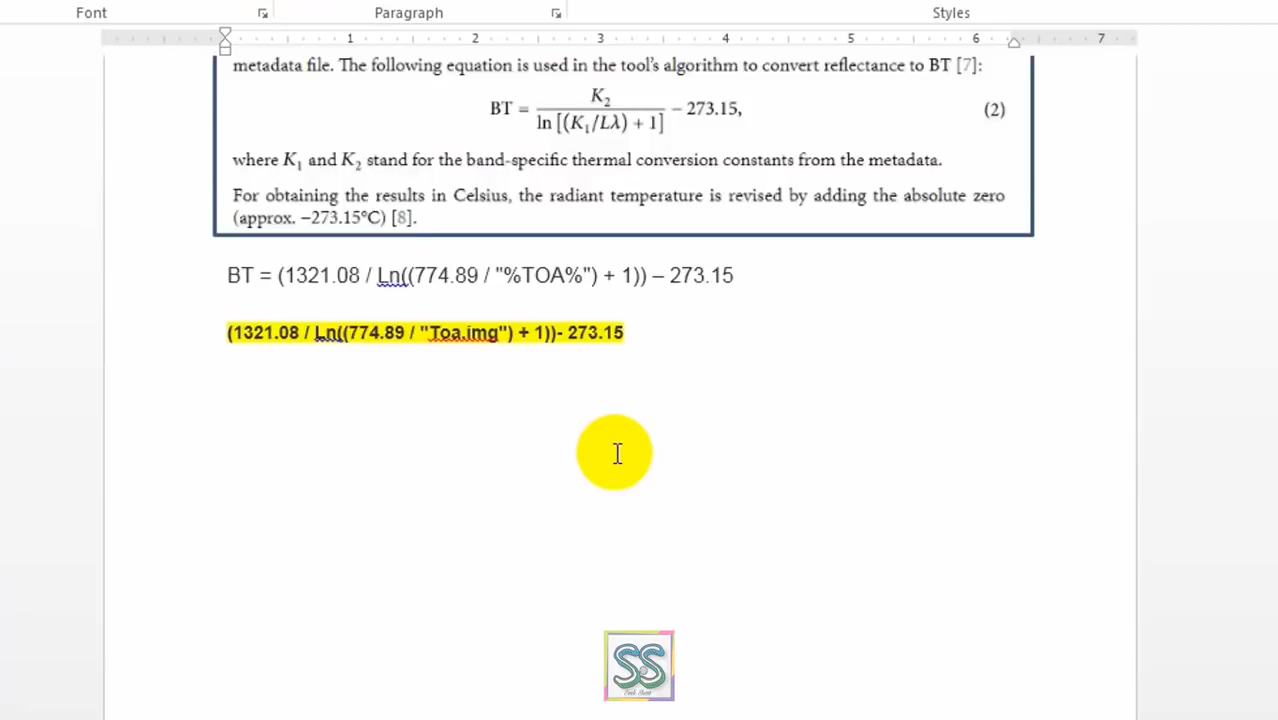 Font Paragraph Styles
1 2 3 4 5 6 7
metadata file. The following equation is used in the tool's algorithm to convert reflectance to BT [7]:
BT = K₂ / ln [(K₁/Lλ) + 1] − 273.15, (2)
where K₁ and K₂ stand for the band-specific thermal conversion constants from the metadata.
For obtaining the results in Celsius, the radiant temperature is revised by adding the absolute zero
(approx. −273.15°C) [8].
BT = (1321.08 / Ln((774.89 / "%TOA%") + 1)) – 273.15
(1321.08 / Ln((774.89 / "Toa.img") + 1))- 273.15
SS